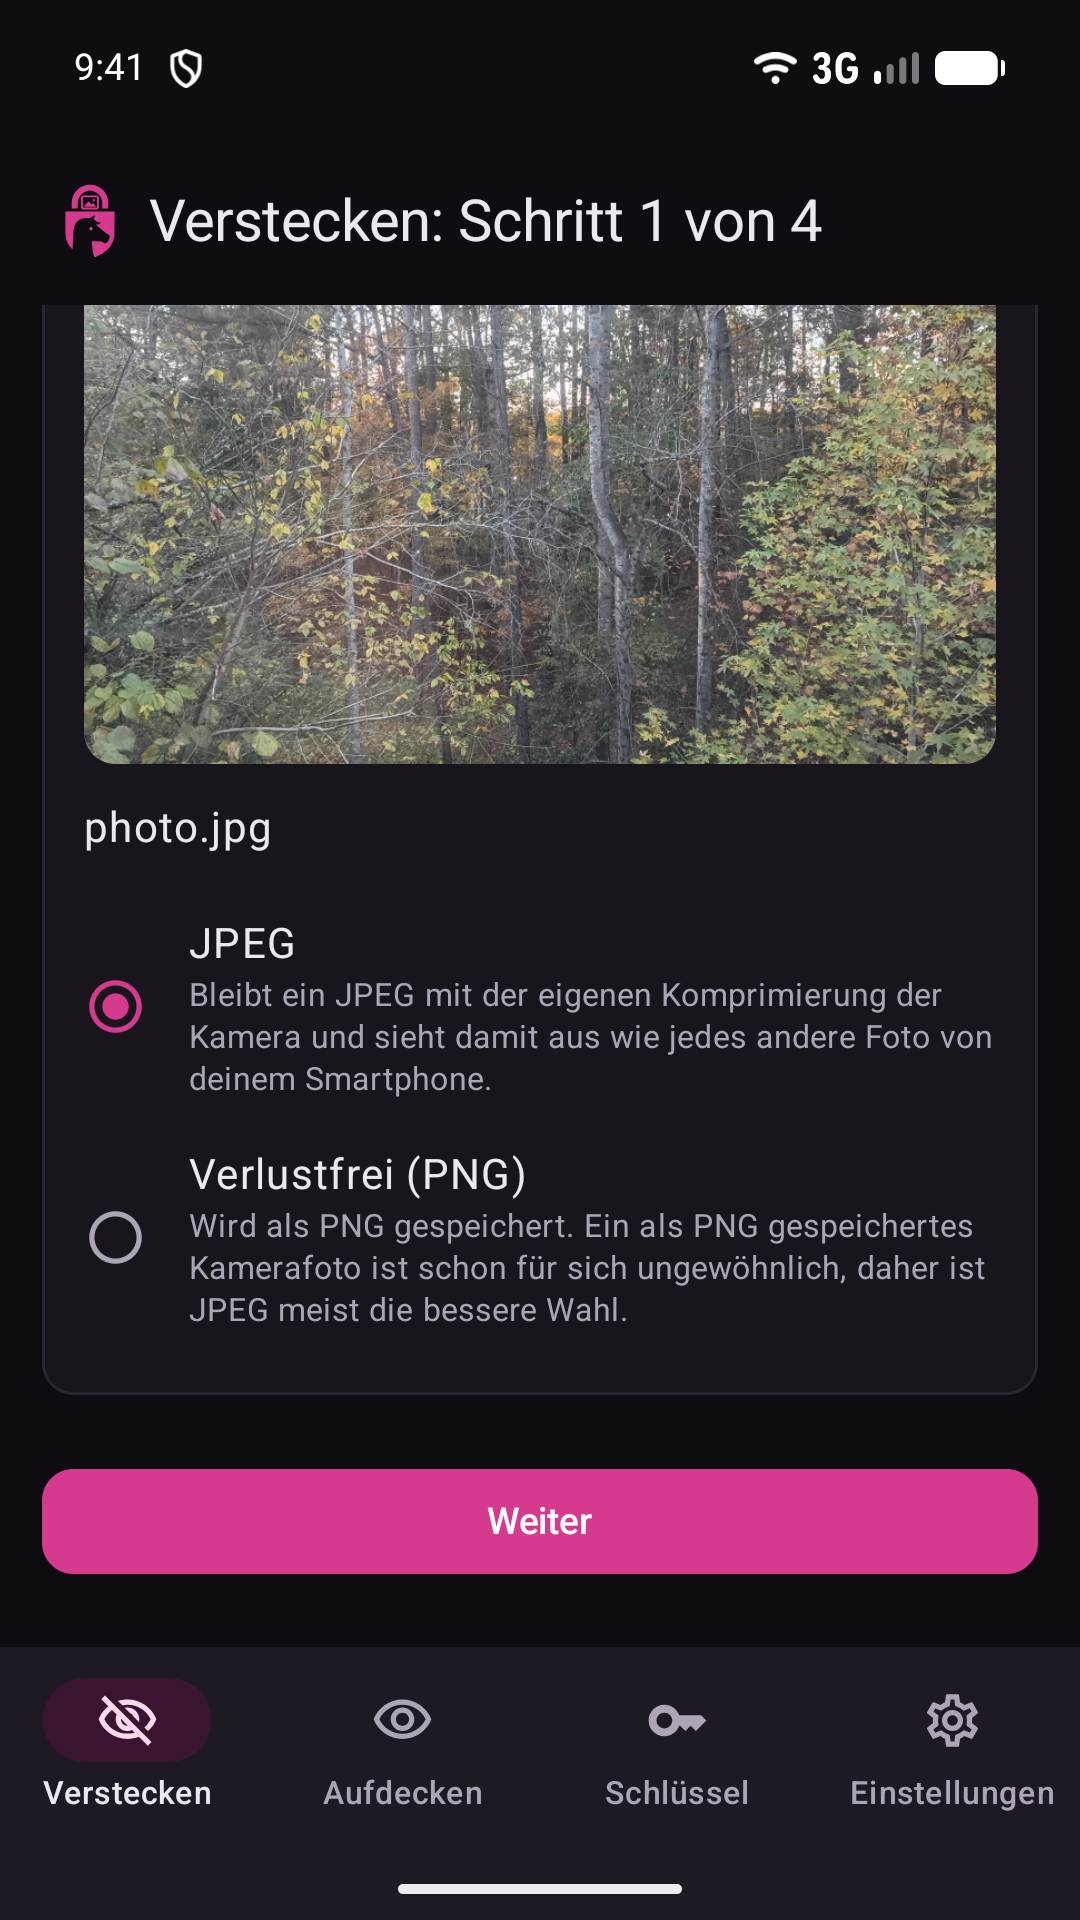 9:41
3G
Verstecken: Schritt 1 von 4
photo.jpg
JPEG
Bleibt ein JPEG mit der eigenen Komprimierung der
Kamera und sieht damit aus wie jedes andere Foto von
deinem Smartphone.
Verlustfrei (PNG)
Wird als PNG gespeichert. Ein als PNG gespeichertes
Kamerafoto ist schon für sich ungewöhnlich, daher ist
JPEG meist die bessere Wahl.
Weiter
Verstecken
Aufdecken
Schlüssel
Einstellungen